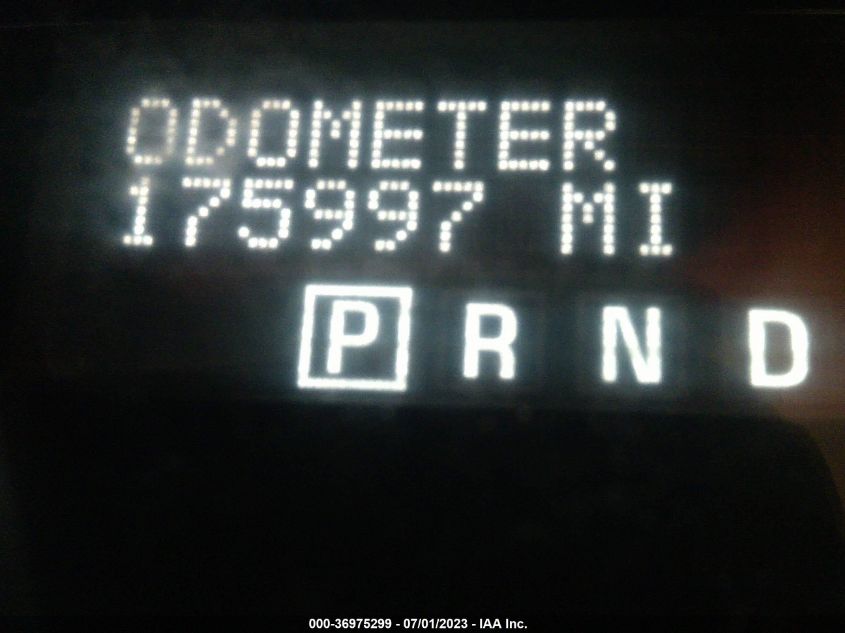 ODOMETER
175997 MI
P R N D
000-36975299 - 07/01/2023 - IAA Inc.